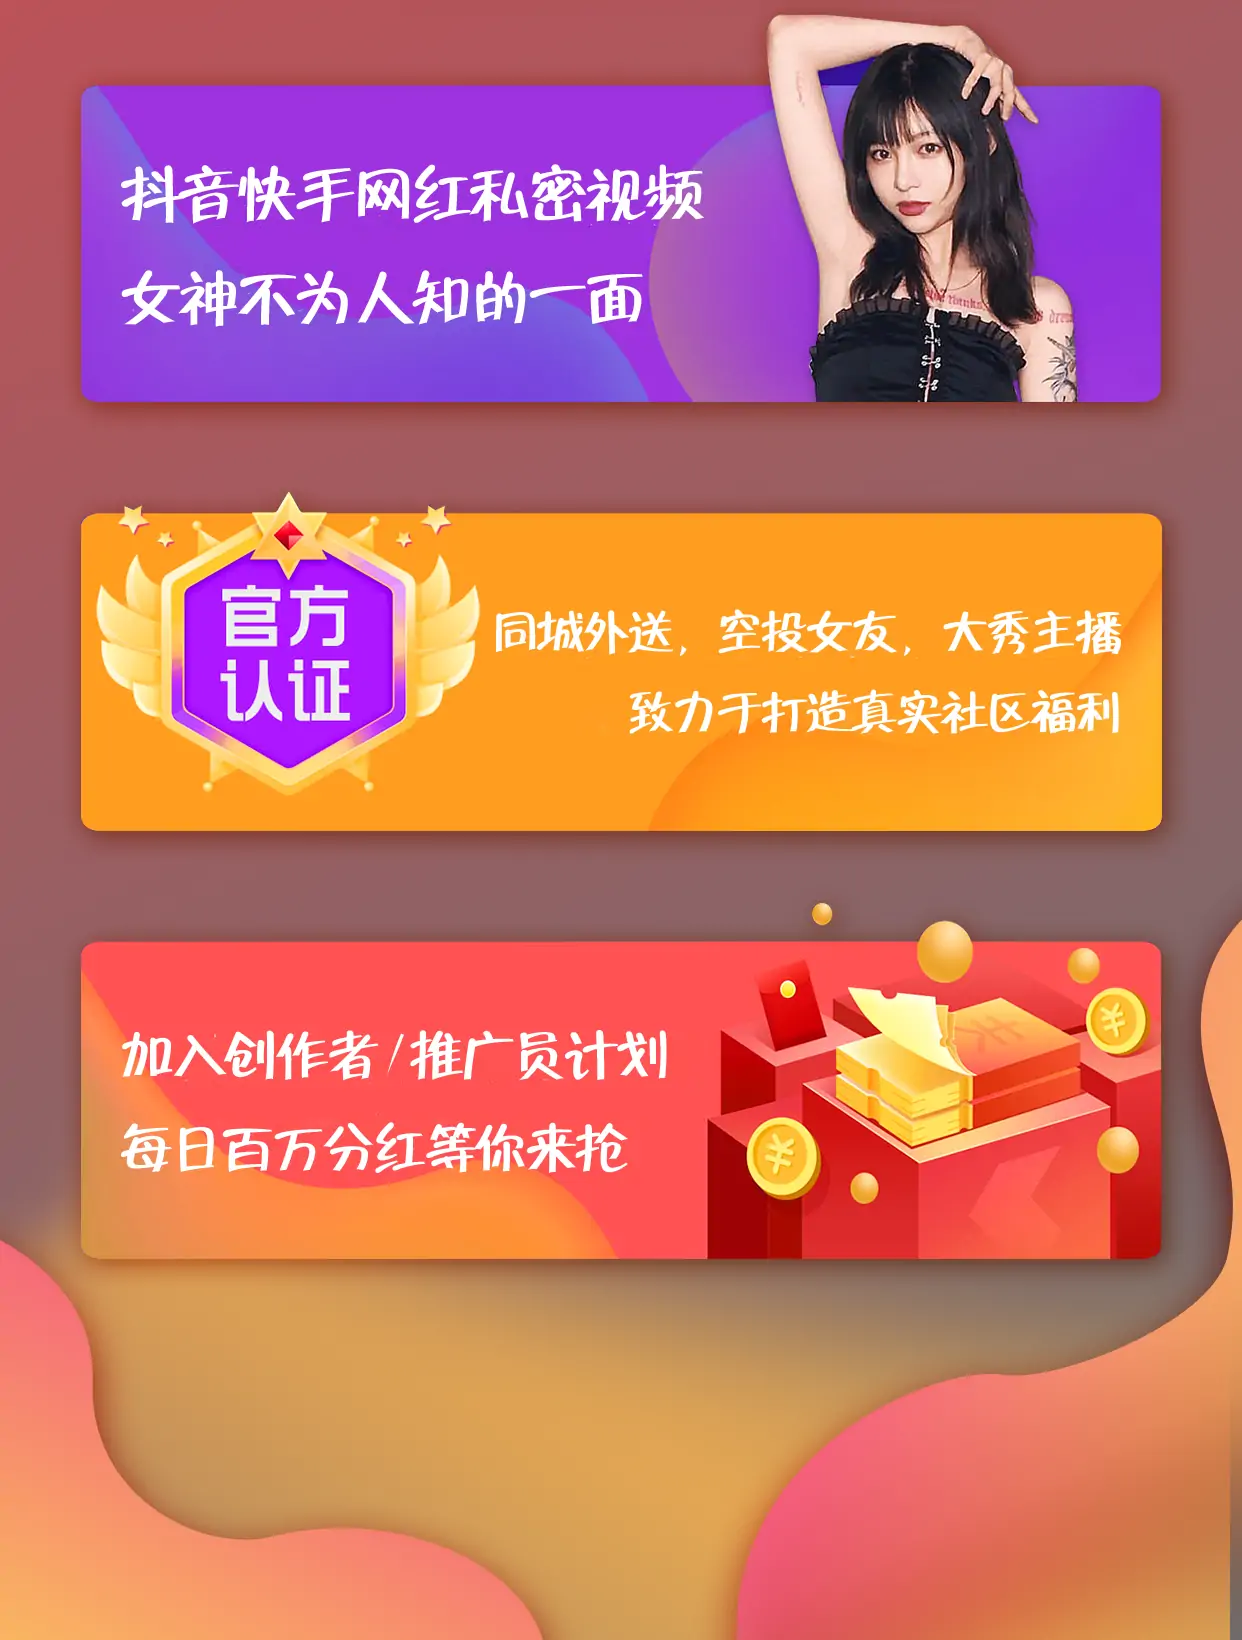 抖音快手网红私密视频
女神不为人知的一面
官方
认证
同城外送，空投女友，大秀主播
致力于打造真实社区福利
加入创作者/推广员计划
每日百万分红等你来抢